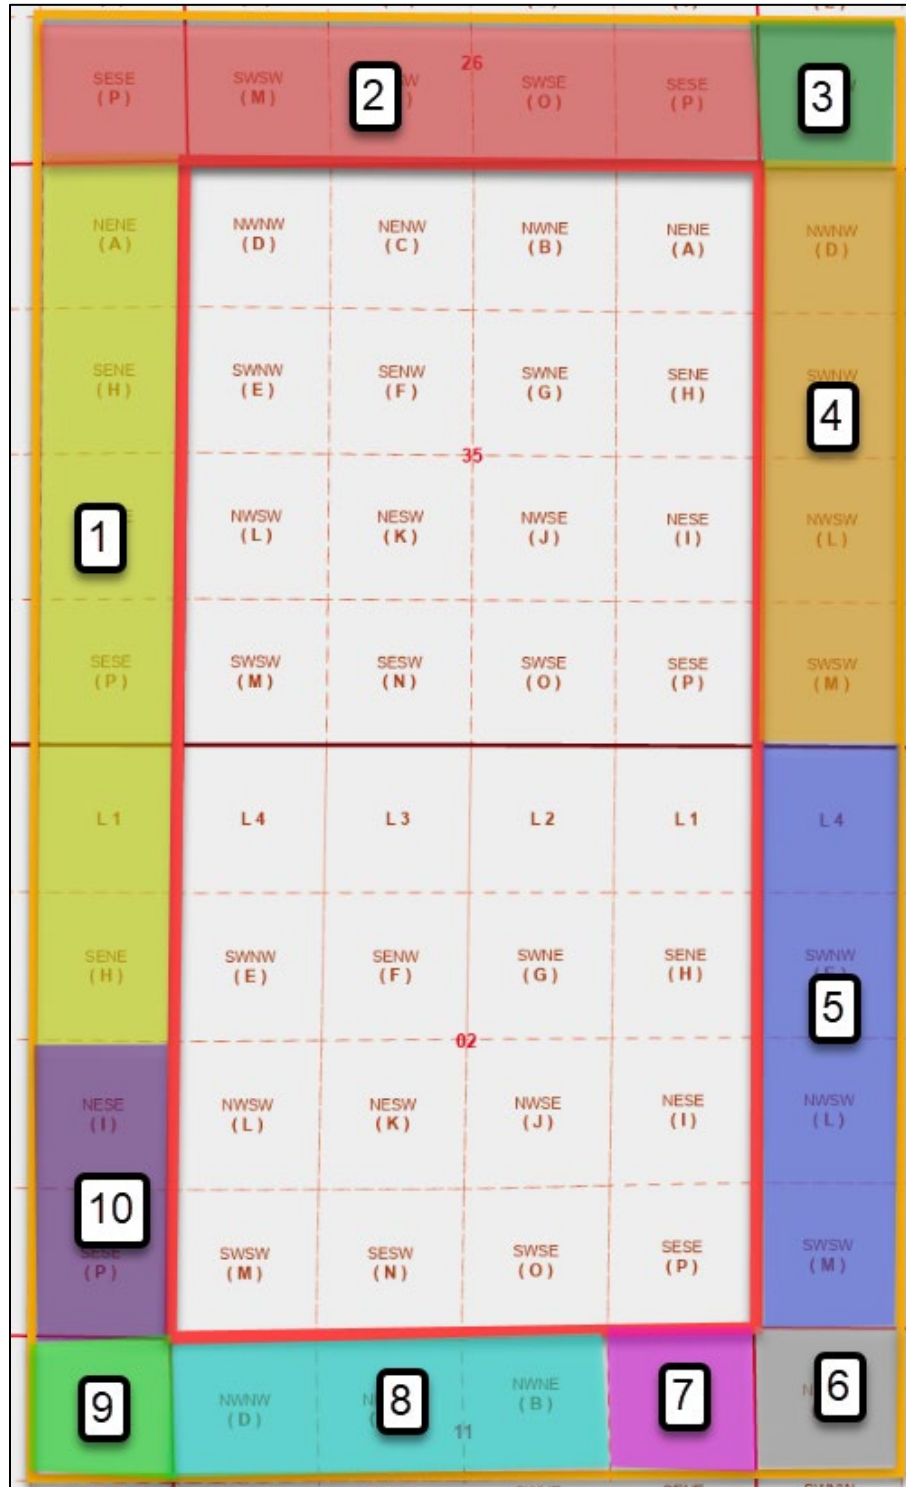 26
SESE SWSW W SWSE SESE
(P) (M) 2 ) (O) (P) 3
NENE NWNW NENW NWNE NENE NWNW
(A) (D) (C) (B) (A) (D)
SENE SWNW SENW SWNE SENE SWNW
(H) (E) (F) (G) (H) 4
35
NWSW NESW NWSE NESE NWSW
1 (L) (K) (J) (I) (L)
SESE SWSW SESW SWSE SESE SWSW
(P) (M) (N) (O) (P) (M)
L 1 L 4 L 3 L 2 L 1 L 4
SENE SWNW SENW SWNE SENE SWNW
(H) (E) (F) (G) (H) 5
02
NESE NWSW NESW NWSE NESE NWSW
(I) (L) (K) (J) (I) (L)
10
SESE SWSW SESW SWSE SESE SWSW
(P) (M) (N) (O) (P) (M)
NWNW NWNE
9 (D) 8 (B) 7 6
11